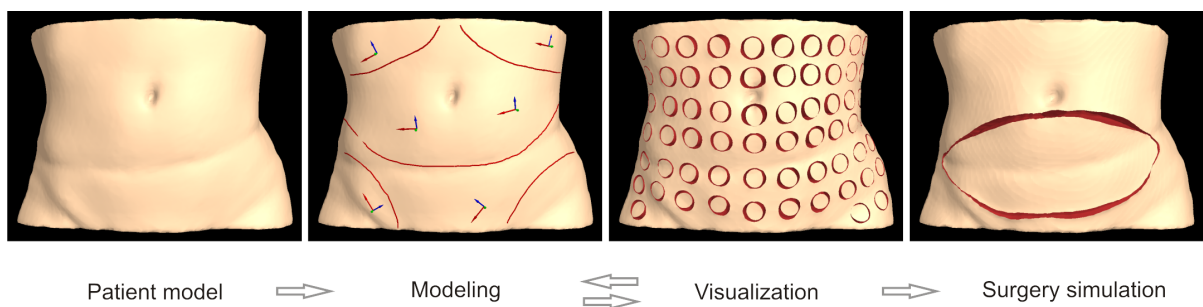 Patient model
Modeling
Visualization
Surgery simulation